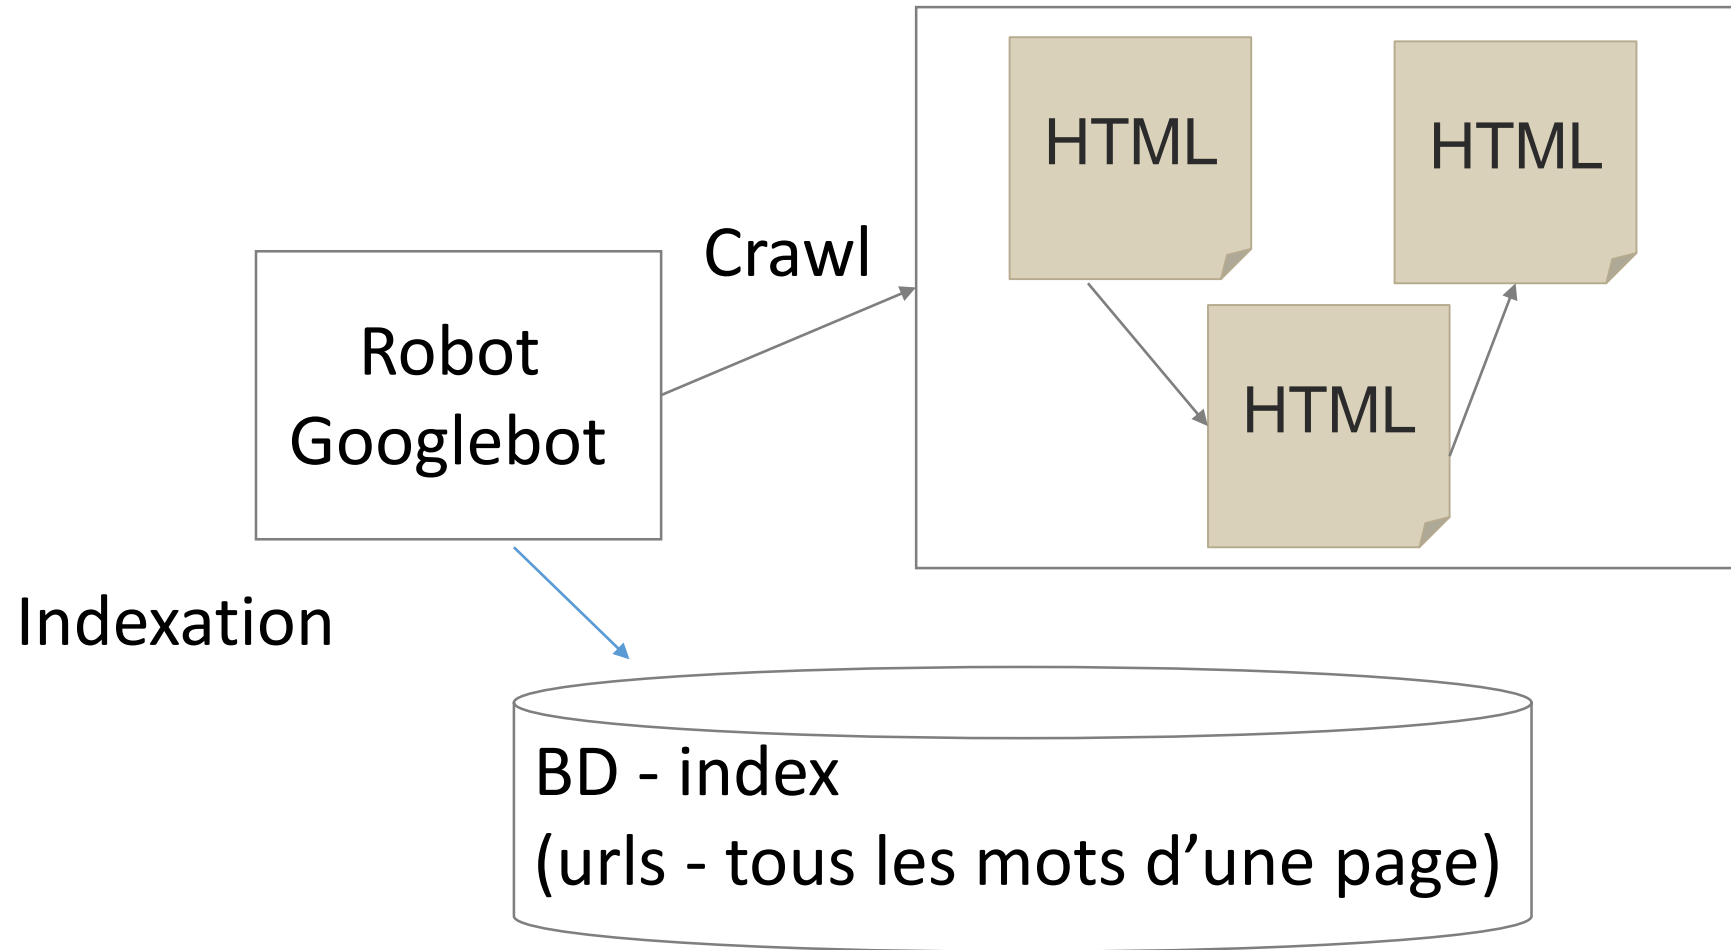 HTML
HTML
Crawl
Robot
Googlebot
HTML
Indexation
BD - index
(urls - tous les mots d’une page)